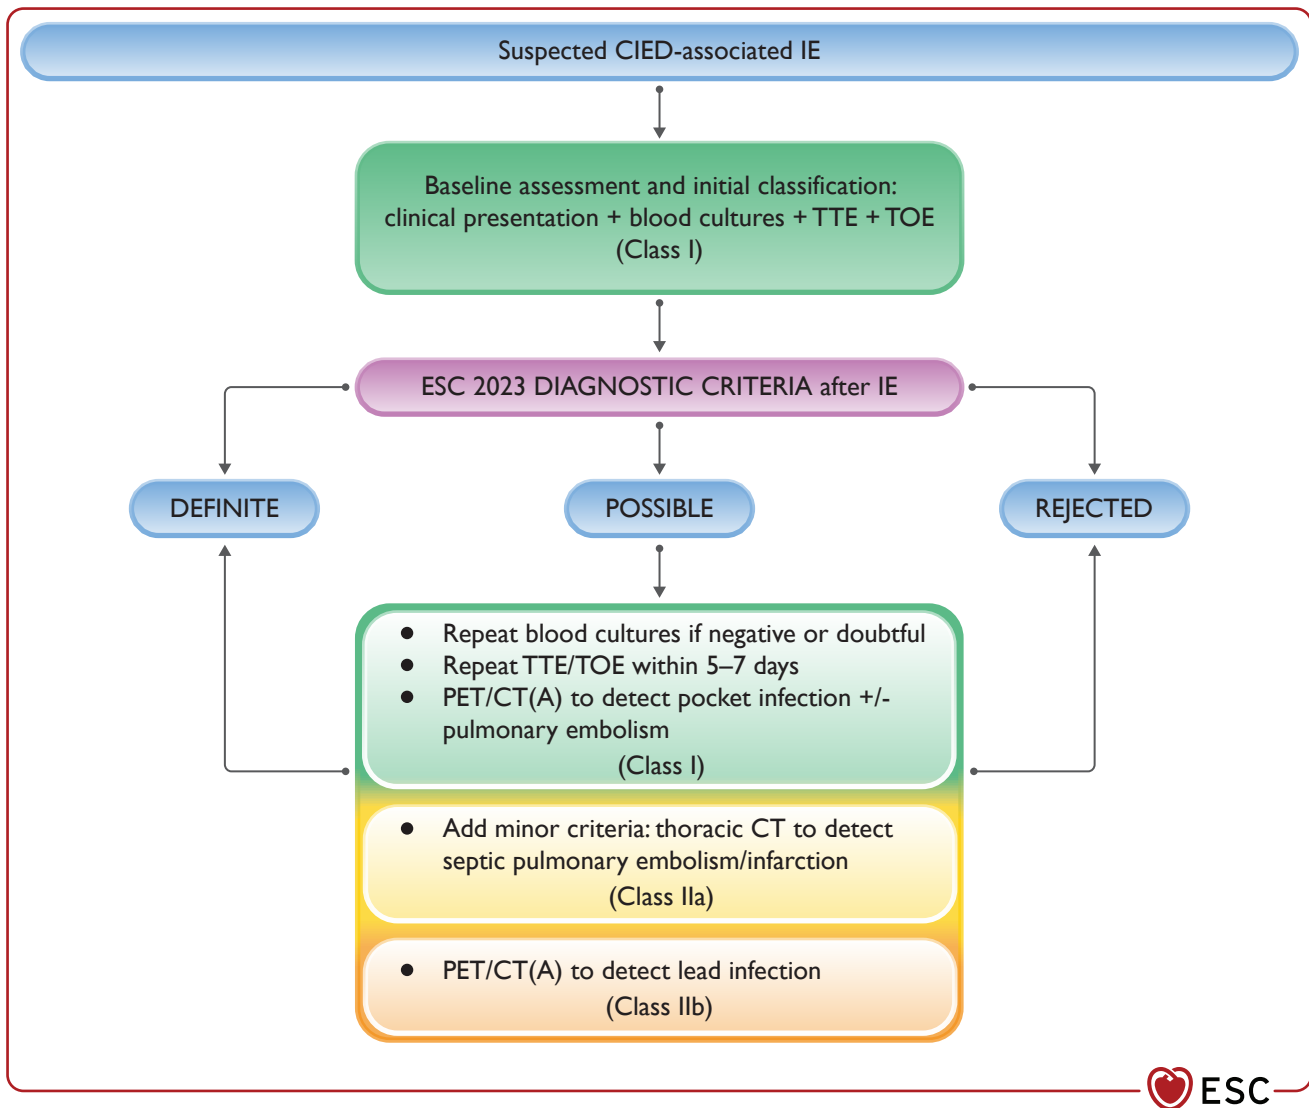 Suspected CIED-associated IE
Baseline assessment and initial classification:
clinical presentation + blood cultures + TTE + TOE
(Class I)
ESC 2023 DIAGNOSTIC CRITERIA after IE
DEFINITE
POSSIBLE
REJECTED
● Repeat blood cultures if negative or doubtful
● Repeat TTE/TOE within 5–7 days
● PET/CT(A) to detect pocket infection +/-
pulmonary embolism
(Class I)
● Add minor criteria: thoracic CT to detect
septic pulmonary embolism/infarction
(Class IIa)
● PET/CT(A) to detect lead infection
(Class IIb)
ESC